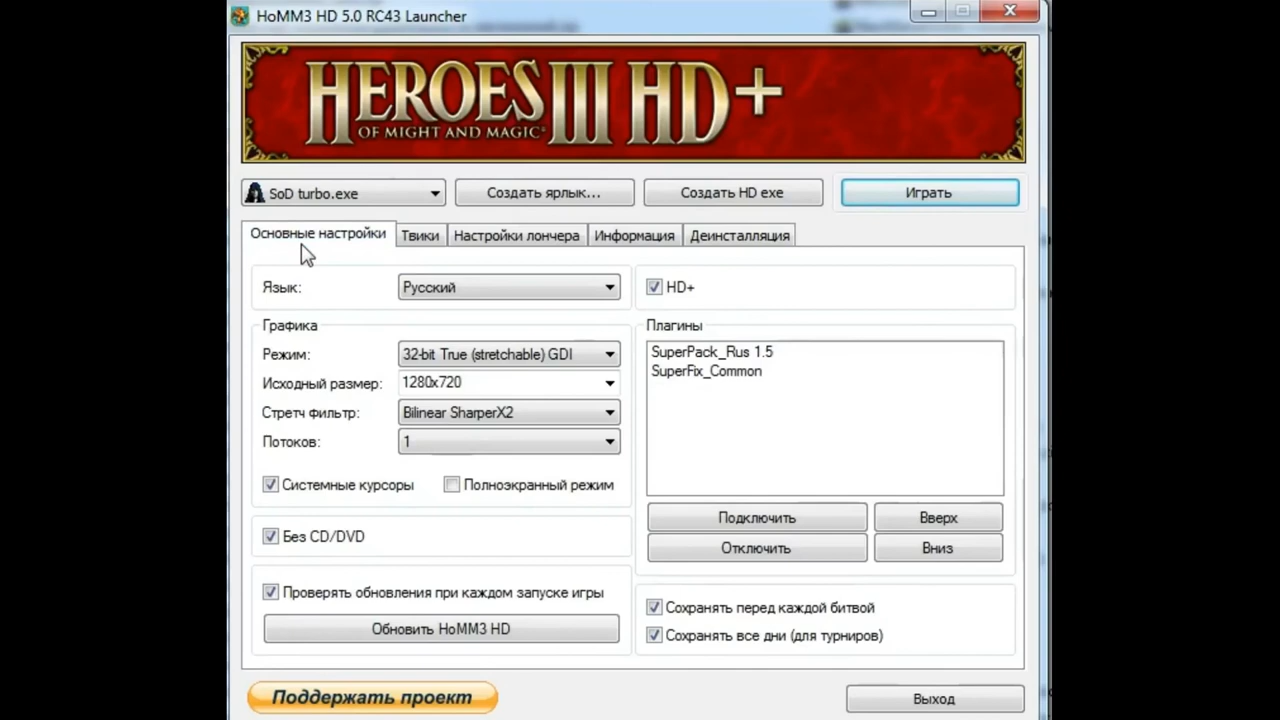 HoMM3 HD 5.0 RC43 Launcher
HEROES III HD+
OF MIGHT AND MAGIC®
SoD turbo.exe
Создать ярлык...
Создать HD exe
Играть
Основные настройки
Твики
Настройки лончера
Информация
Деинсталляция
Язык:
Русский
HD+
Графика
Режим:
32-bit True (stretchable) GDI
Исходный размер:
1280x720
Стретч фильтр:
Bilinear SharperX2
Потоков:
1
Системные курсоры
Полноэкранный режим
Без CD/DVD
Проверять обновления при каждом запуске игры
Обновить HoMM3 HD
Плагины
SuperPack_Rus 1.5
SuperFix_Common
Подключить
Вверх
Отключить
Вниз
Сохранять перед каждой битвой
Сохранять все дни (для турниров)
Поддержать проект
Выход